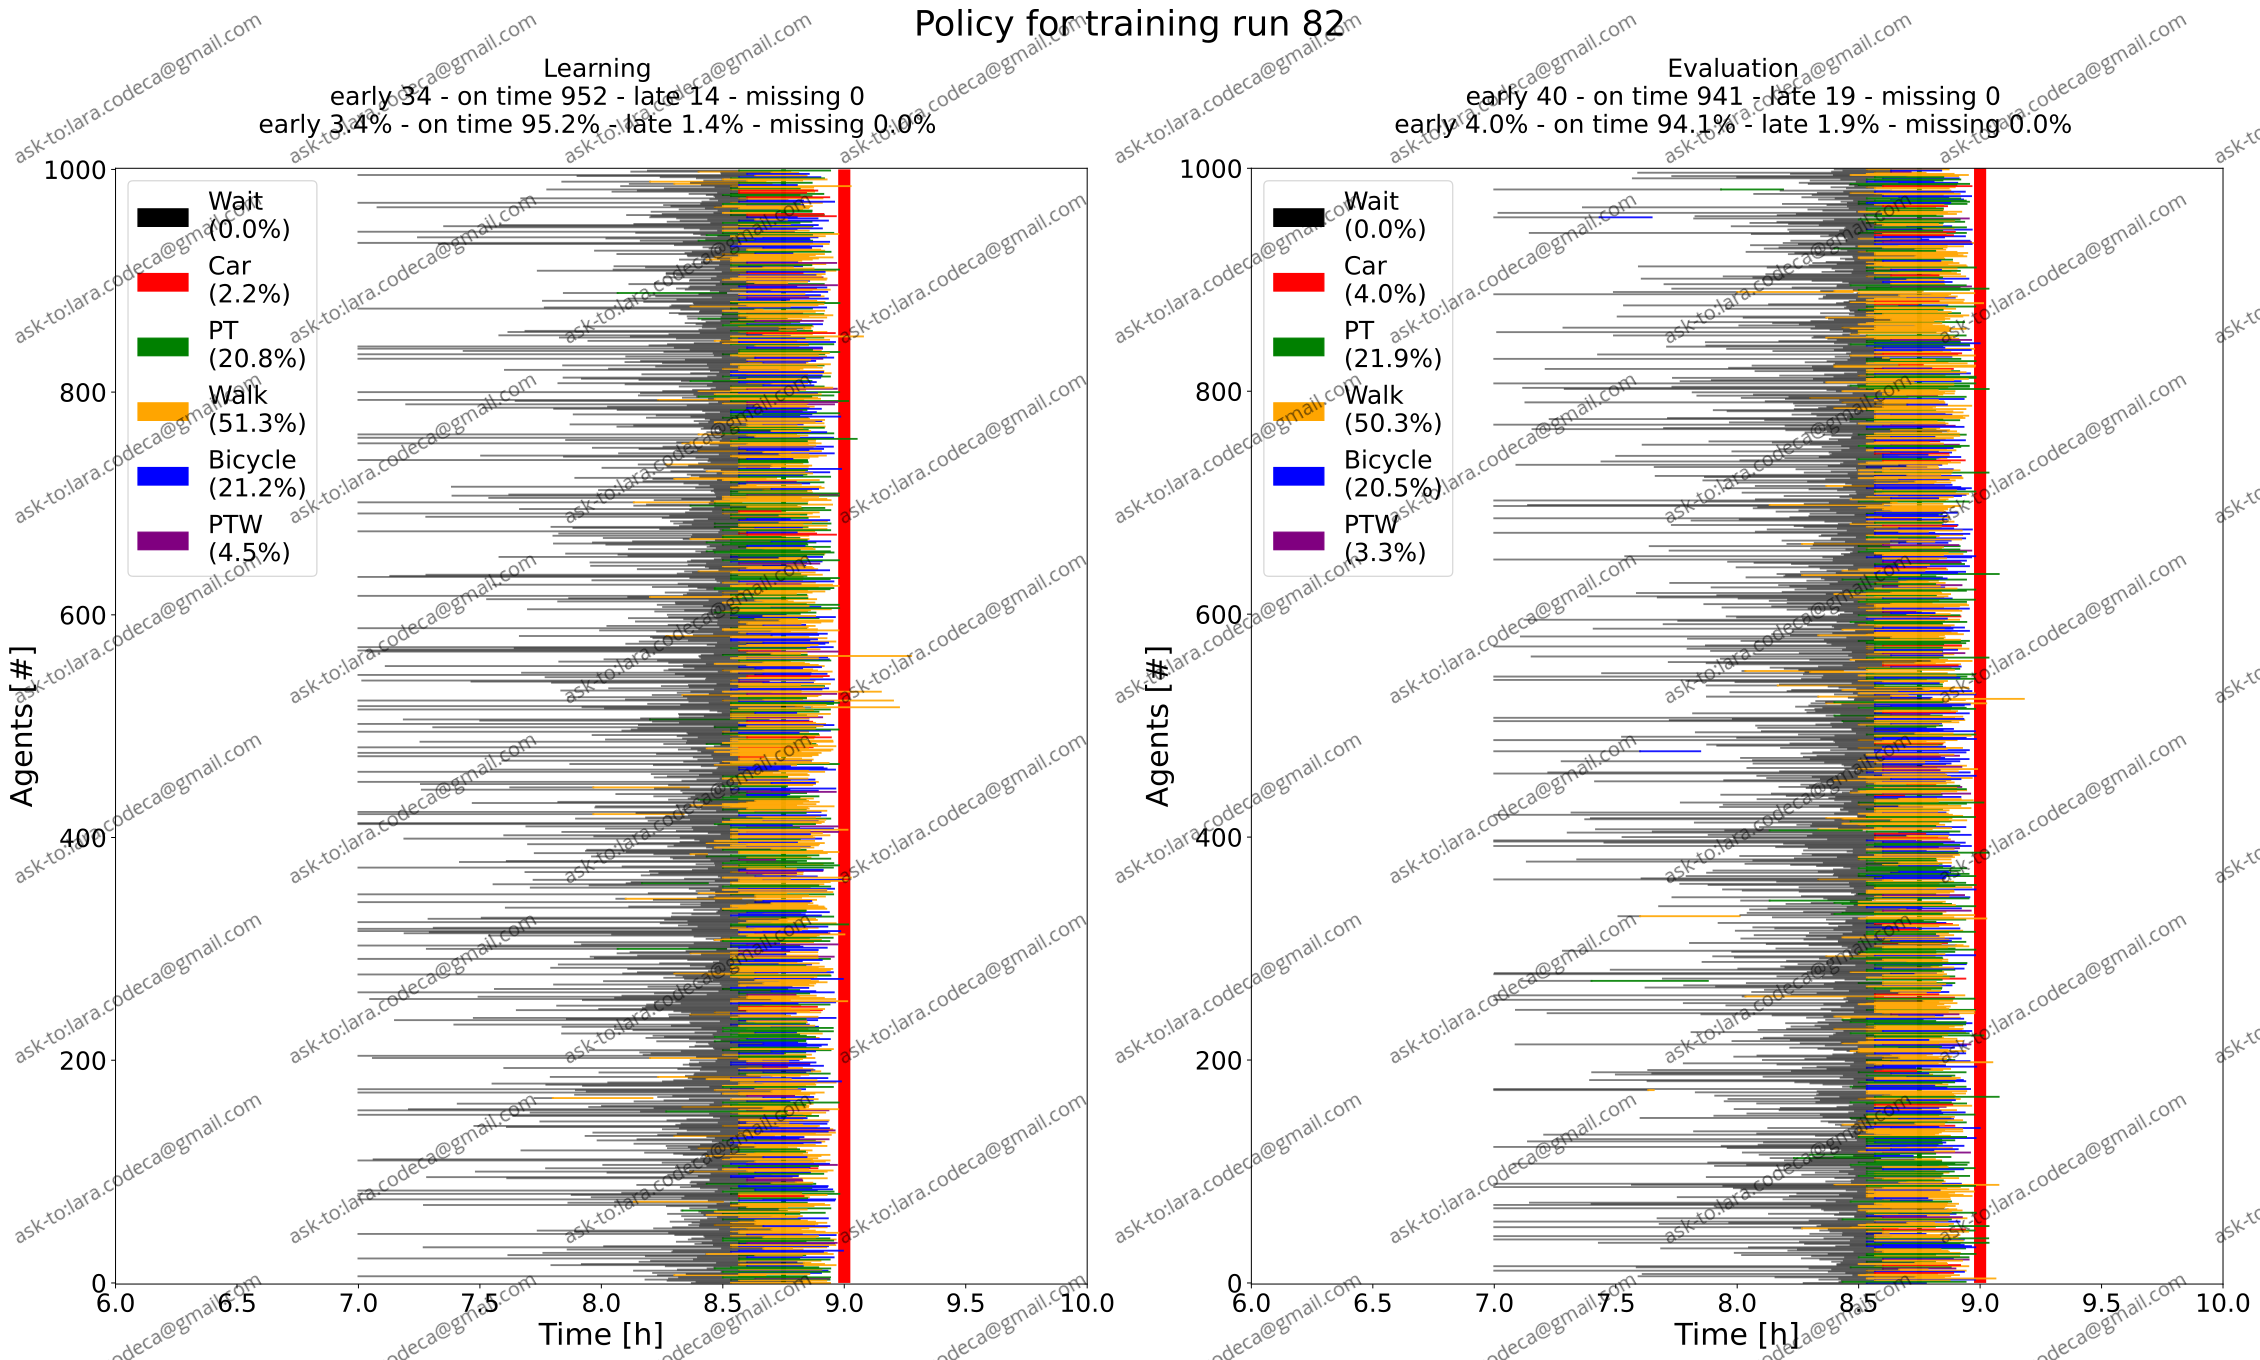 Policy for training run 82
Learning
early 34 - on time 952 - late 14 - missing 0
early 3.4% - on time 95.2% - late 1.4% - missing 0.0%
Wait
(0.0%)
Car
(2.2%)
PT
(20.8%)
Walk
(51.3%)
Bicycle
(21.2%)
PTW
(4.5%)
Agents [#]
1000
800
600
400
200
0
6.0 6.5 7.0 7.5 8.0 8.5 9.0 9.5 10.0
Time [h]
Evaluation
early 40 - on time 941 - late 19 - missing 0
early 4.0% - on time 94.1% - late 1.9% - missing 0.0%
Wait
(0.0%)
Car
(4.0%)
PT
(21.9%)
Walk
(50.3%)
Bicycle
(20.5%)
PTW
(3.3%)
Agents [#]
1000
800
600
400
200
0
6.0 6.5 7.0 7.5 8.0 8.5 9.0 9.5 10.0
Time [h]
ask-to:lara.codeca@gmail.com